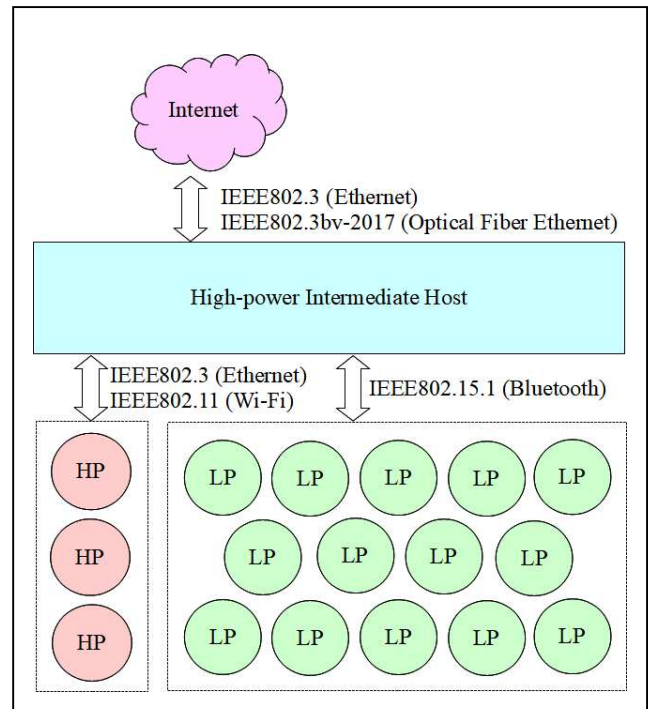 Internet
IEEE802.3 (Ethernet)
IEEE802.3bv-2017 (Optical Fiber Ethernet)
High-power Intermediate Host
IEEE802.3 (Ethernet)
IEEE802.11 (Wi-Fi)
IEEE802.15.1 (Bluetooth)
HP
LP LP LP LP LP
HP
LP LP LP LP
HP
LP LP LP LP LP